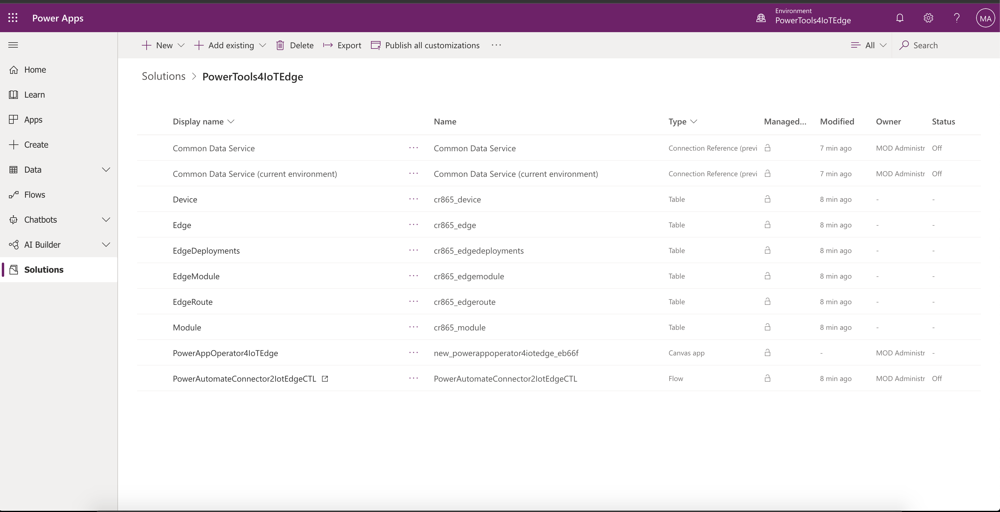 Power Apps
Environment
PowerTools4IoTEdge
MA
New
Add existing
Delete
Export
Publish all customizations
All
Search
Home
Learn
Apps
Create
Data
Flows
Chatbots
AI Builder
Solutions
Solutions > PowerTools4IoTEdge
Display name Name Type Managed... Modified Owner Status
Common Data Service ... Common Data Service Connection Reference (previ 7 min ago MOD Administr Off
Common Data Service (current environment) ... Common Data Service (current environment) Connection Reference (previ 7 min ago MOD Administr Off
Device ... cr865_device Table 8 min ago - -
Edge ... cr865_edge Table 8 min ago - -
EdgeDeployments ... cr865_edgedeployments Table 8 min ago - -
EdgeModule ... cr865_edgemodule Table 8 min ago - -
EdgeRoute ... cr865_edgeroute Table 8 min ago - -
Module ... cr865_module Table 8 min ago - -
PowerAppOperator4IoTEdge ... new_powerappoperator4iotedge_eb66f Canvas app - MOD Administr -
PowerAutomateConnector2IotEdgeCTL ... PowerAutomateConnector2IotEdgeCTL Flow 8 min ago MOD Administr Off